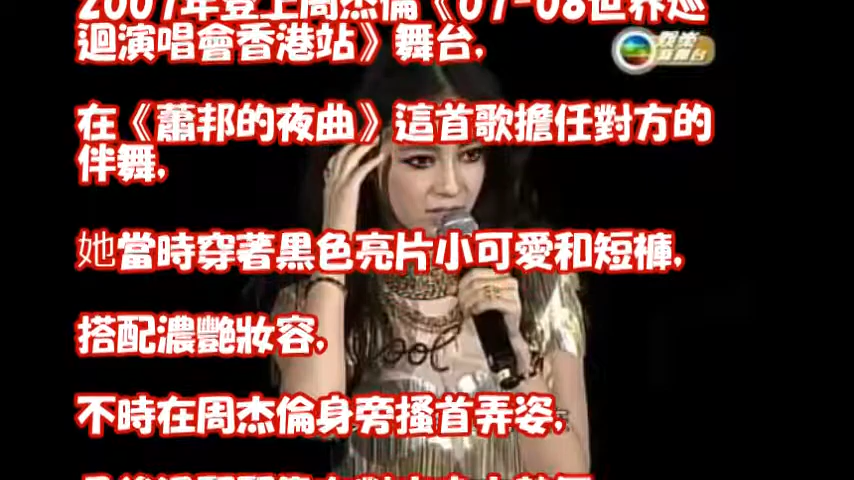 2007年登上周杰倫《07-08世界巡
迴演唱會香港站》舞台,
娛樂
在《蕭邦的夜曲》這首歌擔任對方的
伴舞,
她當時穿著黑色亮片小可愛和短褲,
搭配濃艷妝容,
ool
不時在周杰倫身旁搔首弄姿,